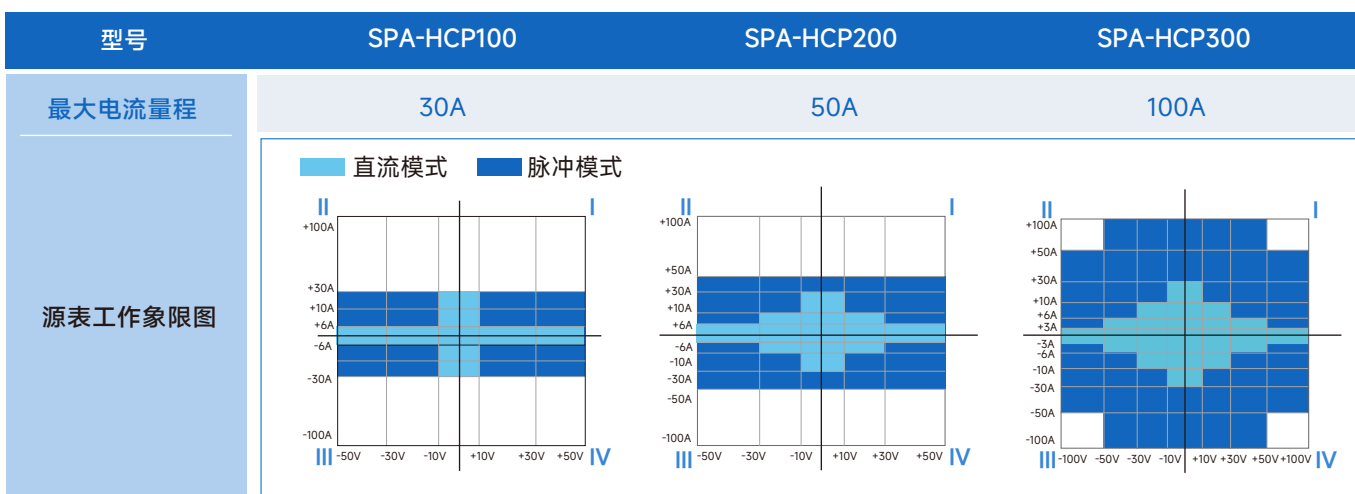 型号 SPA-HCP100 SPA-HCP200 SPA-HCP300
最大电流量程 30A 50A 100A
直流模式 脉冲模式
源表工作象限图
II I
+100A
+30A
+10A
+6A
-6A
-30A
-100A
III -50V -30V -10V +10V +30V +50V IV
II I
+100A
+50A
+30A
+10A
+6A
-6A
-10A
-30A
-50A
-100A
III -50V -30V -10V +10V +30V +50V IV
II I
+100A
+50A
+30A
+10A
+6A
+3A
-3A
-6A
-10A
-30A
-50A
-100A
III -100V -50V -30V -10V +10V +30V +50V +100V IV